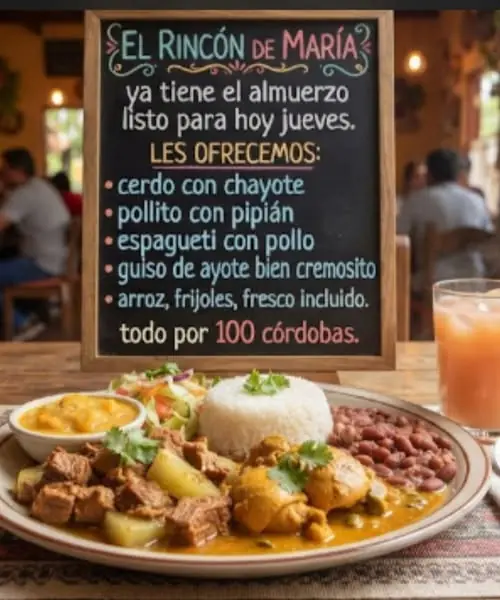 EL RINCÓN DE MARÍA
ya tiene el almuerzo
listo para hoy jueves.
LES OFRECEMOS:
• cerdo con chayote
• pollito con pipián
• espagueti con pollo
• guiso de ayote bien cremosito
• arroz, frijoles, fresco incluido.
todo por 100 córdobas.